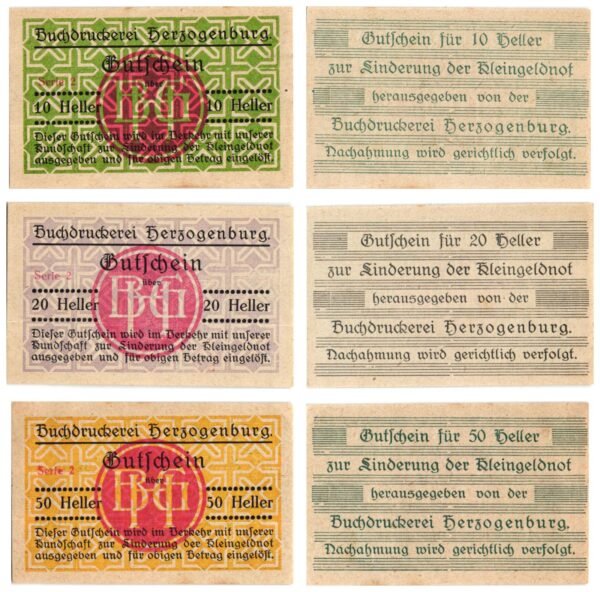 Buchdruckerei Herzogenburg.
Gutschein
Serie 2
über
10 Heller BHG 10 Heller
Dieser Gutschein wird im Verkehr mit unserer
Kundschaft zur Linderung der Kleingeldnot
ausgegeben und für obigen Betrag eingelöst.
Gutschein für 10 Heller
zur Linderung der Kleingeldnot
herausgegeben von der
Buchdruckerei Herzogenburg.
Nachahmung wird gerichtlich verfolgt.
Buchdruckerei Herzogenburg.
Gutschein
Serie 2
über
20 Heller BHG 20 Heller
Dieser Gutschein wird im Verkehr mit unserer
Kundschaft zur Linderung der Kleingeldnot
ausgegeben und für obigen Betrag eingelöst.
Gutschein für 20 Heller
zur Linderung der Kleingeldnot
herausgegeben von der
Buchdruckerei Herzogenburg.
Nachahmung wird gerichtlich verfolgt.
Buchdruckerei Herzogenburg.
Gutschein
Serie 2
über
50 Heller BHG 50 Heller
Dieser Gutschein wird im Verkehr mit unserer
Kundschaft zur Linderung der Kleingeldnot
ausgegeben und für obigen Betrag eingelöst.
Gutschein für 50 Heller
zur Linderung der Kleingeldnot
herausgegeben von der
Buchdruckerei Herzogenburg.
Nachahmung wird gerichtlich verfolgt.